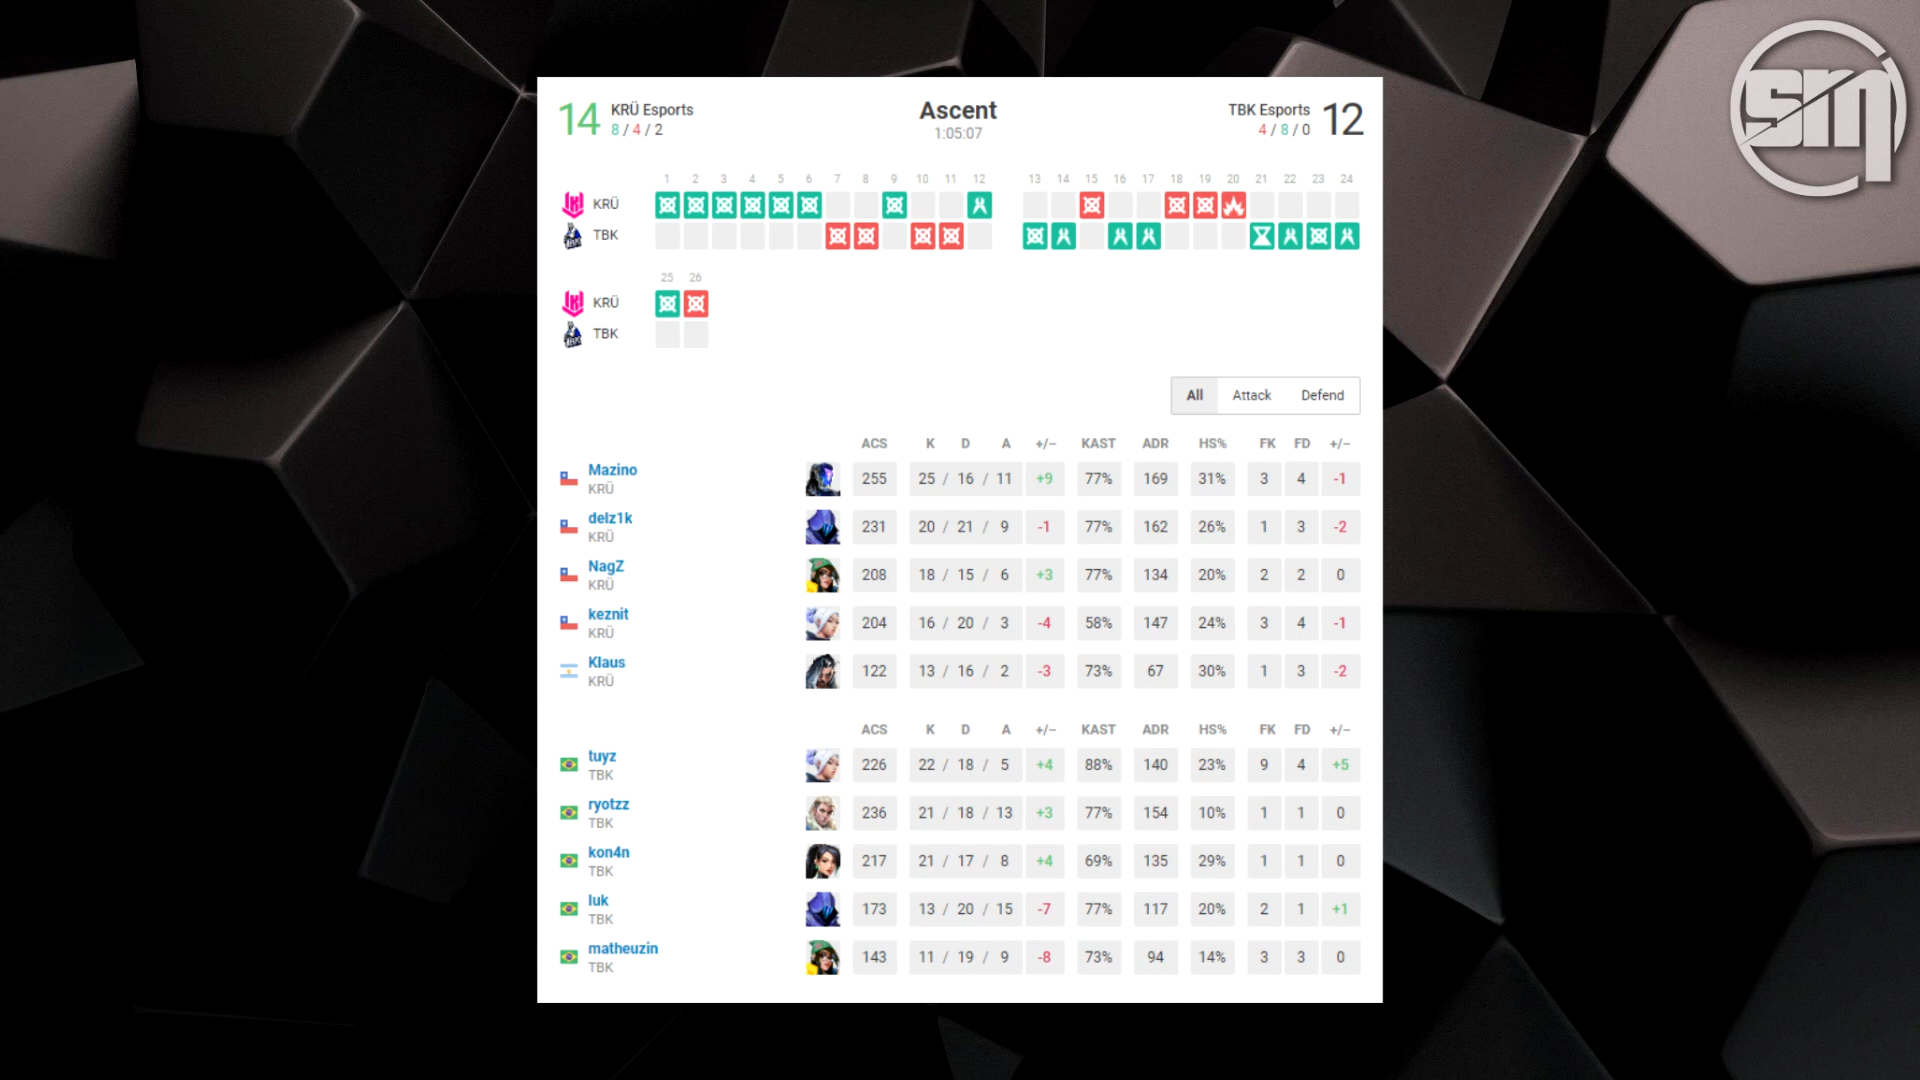 SM
14 KRÜ Esports Ascent TBK Esports 12
8 / 4 / 2 1:05:07 4 / 8 / 0
1 2 3 4 5 6 7 8 9 10 11 12 13 14 15 16 17 18 19 20 21 22 23 24
KRÜ
TBK
25 26
KRÜ
TBK
All Attack Defend
ACS K D A +/– KAST ADR HS% FK FD +/–
Mazino
KRÜ
255 25 / 16 / 11 +9 77% 169 31% 3 4 -1
delz1k
KRÜ
231 20 / 21 / 9 -1 77% 162 26% 1 3 -2
NagZ
KRÜ
208 18 / 15 / 6 +3 77% 134 20% 2 2 0
keznit
KRÜ
204 16 / 20 / 3 -4 58% 147 24% 3 4 -1
Klaus
KRÜ
122 13 / 16 / 2 -3 73% 67 30% 1 3 -2
ACS K D A +/– KAST ADR HS% FK FD +/–
tuyz
TBK
226 22 / 18 / 5 +4 88% 140 23% 9 4 +5
ryotzz
TBK
236 21 / 18 / 13 +3 77% 154 10% 1 1 0
kon4n
TBK
217 21 / 17 / 8 +4 69% 135 29% 1 1 0
luk
TBK
173 13 / 20 / 15 -7 77% 117 20% 2 1 +1
matheuzin
TBK
143 11 / 19 / 9 -8 73% 94 14% 3 3 0